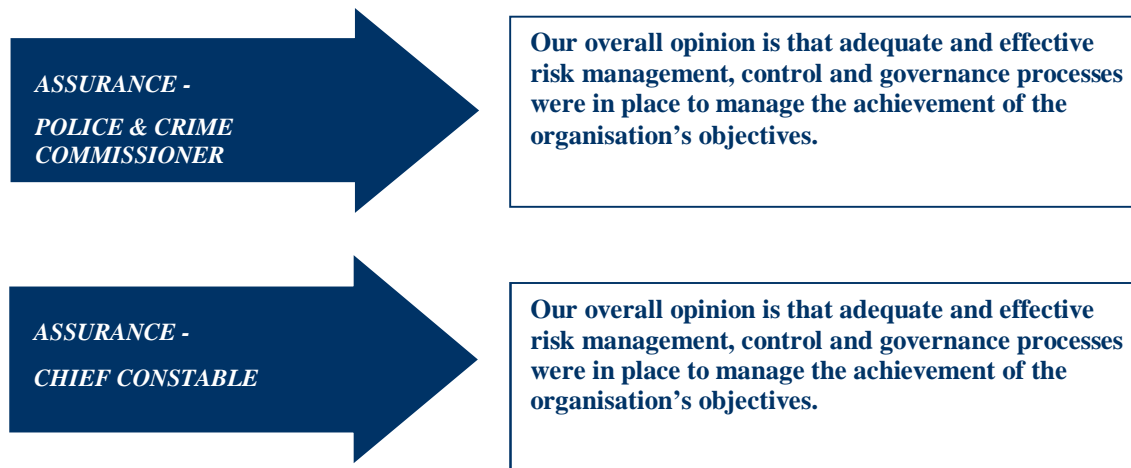 ASSURANCE -
POLICE & CRIME
COMMISSIONER
Our overall opinion is that adequate and effective
risk management, control and governance processes
were in place to manage the achievement of the
organisation’s objectives.
ASSURANCE -
CHIEF CONSTABLE
Our overall opinion is that adequate and effective
risk management, control and governance processes
were in place to manage the achievement of the
organisation’s objectives.